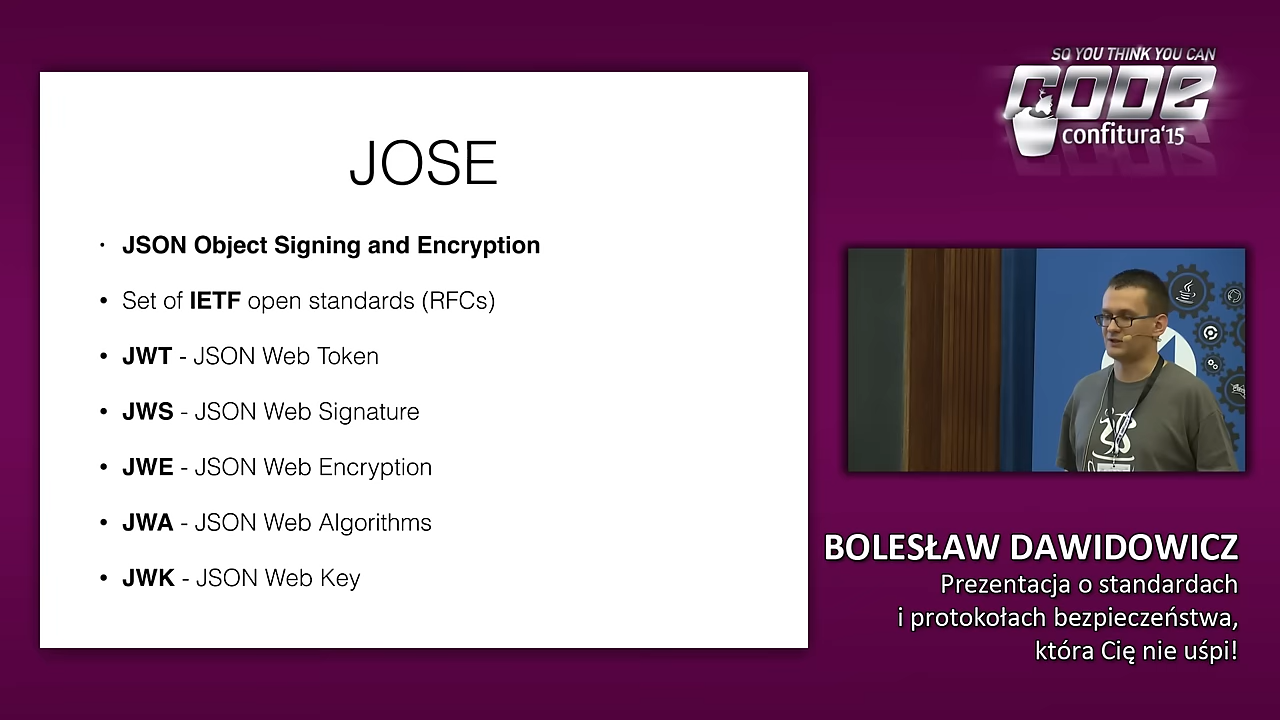 SO YOU THINK YOU CAN
CODE
confitura'15
JOSE
• JSON Object Signing and Encryption
• Set of IETF open standards (RFCs)
• JWT - JSON Web Token
• JWS - JSON Web Signature
• JWE - JSON Web Encryption
• JWA - JSON Web Algorithms
• JWK - JSON Web Key
BOLESŁAW DAWIDOWICZ
Prezentacja o standardach
i protokołach bezpieczeństwa,
która Cię nie uśpi!